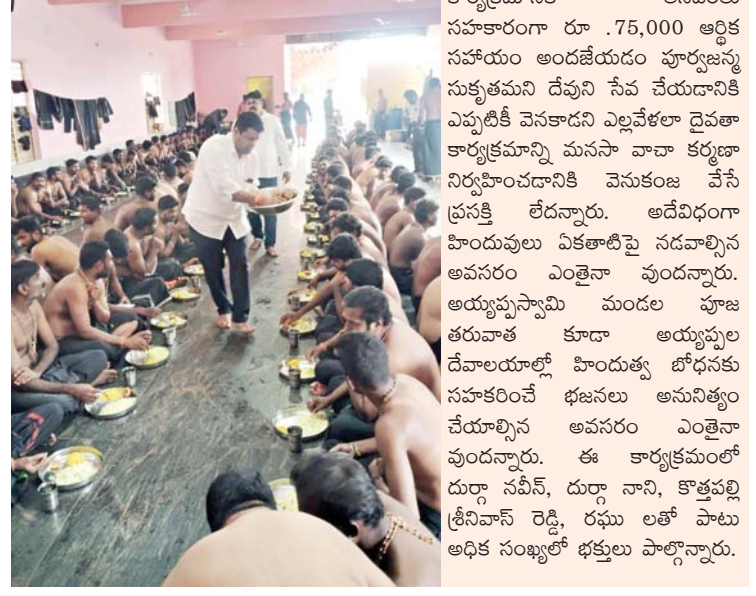 సహకారంగా రూ .75,000 ఆర్థిక
సహాయం అందజేయడం పూర్వజన్మ
సుకృతమని దేవుని సేవ చేయడానికి
ఎప్పటికీ వెనకాడని ఎల్లవేళలా దైవతా
కార్యక్రమాన్ని మనసా వాచా కర్మణా
నిర్వహించడానికి వెనుకంజ వేసే
ప్రసక్తి లేదన్నారు. అదేవిధంగా
హిందువులు ఏకతాటిపై నడవాల్సిన
అవసరం ఎంతైనా వుందన్నారు.
అయ్యప్పస్వామి మండల పూజ
తరువాత కూడా అయ్యప్పల
దేవాలయాల్లో హిందుత్వ బోధనకు
సహకరించే భజనలు అనునిత్యం
చేయాల్సిన అవసరం ఎంతైనా
వుందన్నారు. ఈ కార్యక్రమంలో
దుర్గా నవీన్, దుర్గా నాని, కొత్తపల్లి
శ్రీనివాస్ రెడ్డి, రఘు లతో పాటు
అధిక సంఖ్యలో భక్తులు పాల్గొన్నారు.